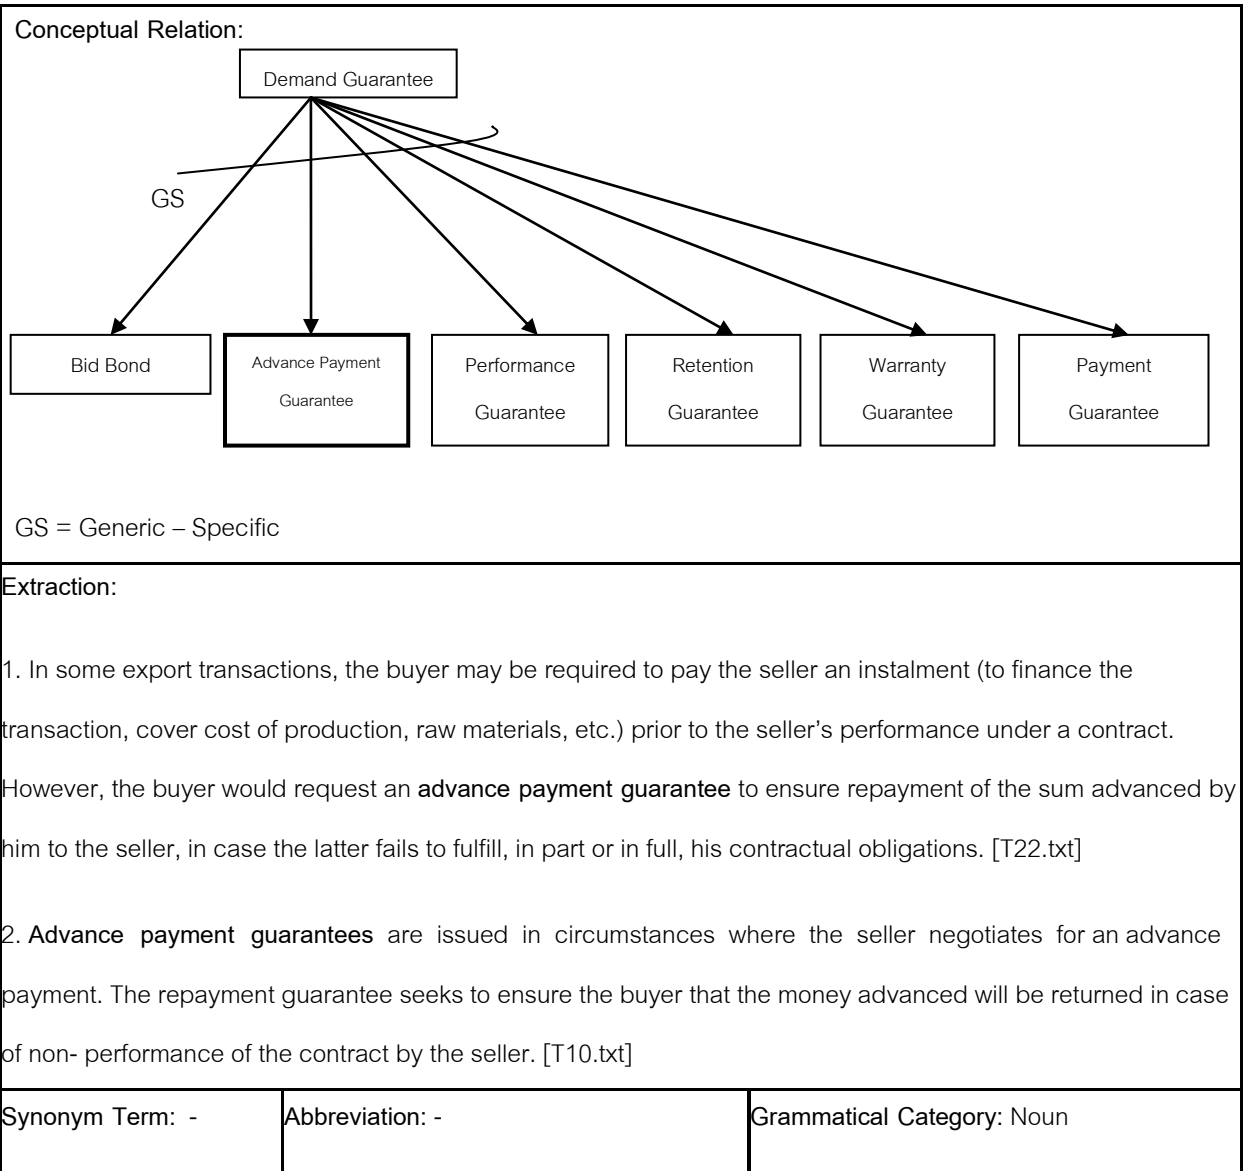 Conceptual Relation:
Demand Guarantee
GS
Bid Bond
Advance Payment
Guarantee
Performance
Guarantee
Retention
Guarantee
Warranty
Guarantee
Payment
Guarantee
GS = Generic – Specific
Extraction:
1. In some export transactions, the buyer may be required to pay the seller an instalment (to finance the
transaction, cover cost of production, raw materials, etc.) prior to the seller’s performance under a contract.
However, the buyer would request an advance payment guarantee to ensure repayment of the sum advanced by
him to the seller, in case the latter fails to fulfill, in part or in full, his contractual obligations. [T22.txt]
2. Advance payment guarantees are issued in circumstances where the seller negotiates for an advance
payment. The repayment guarantee seeks to ensure the buyer that the money advanced will be returned in case
of non- performance of the contract by the seller. [T10.txt]
Synonym Term: -
Abbreviation: -
Grammatical Category: Noun